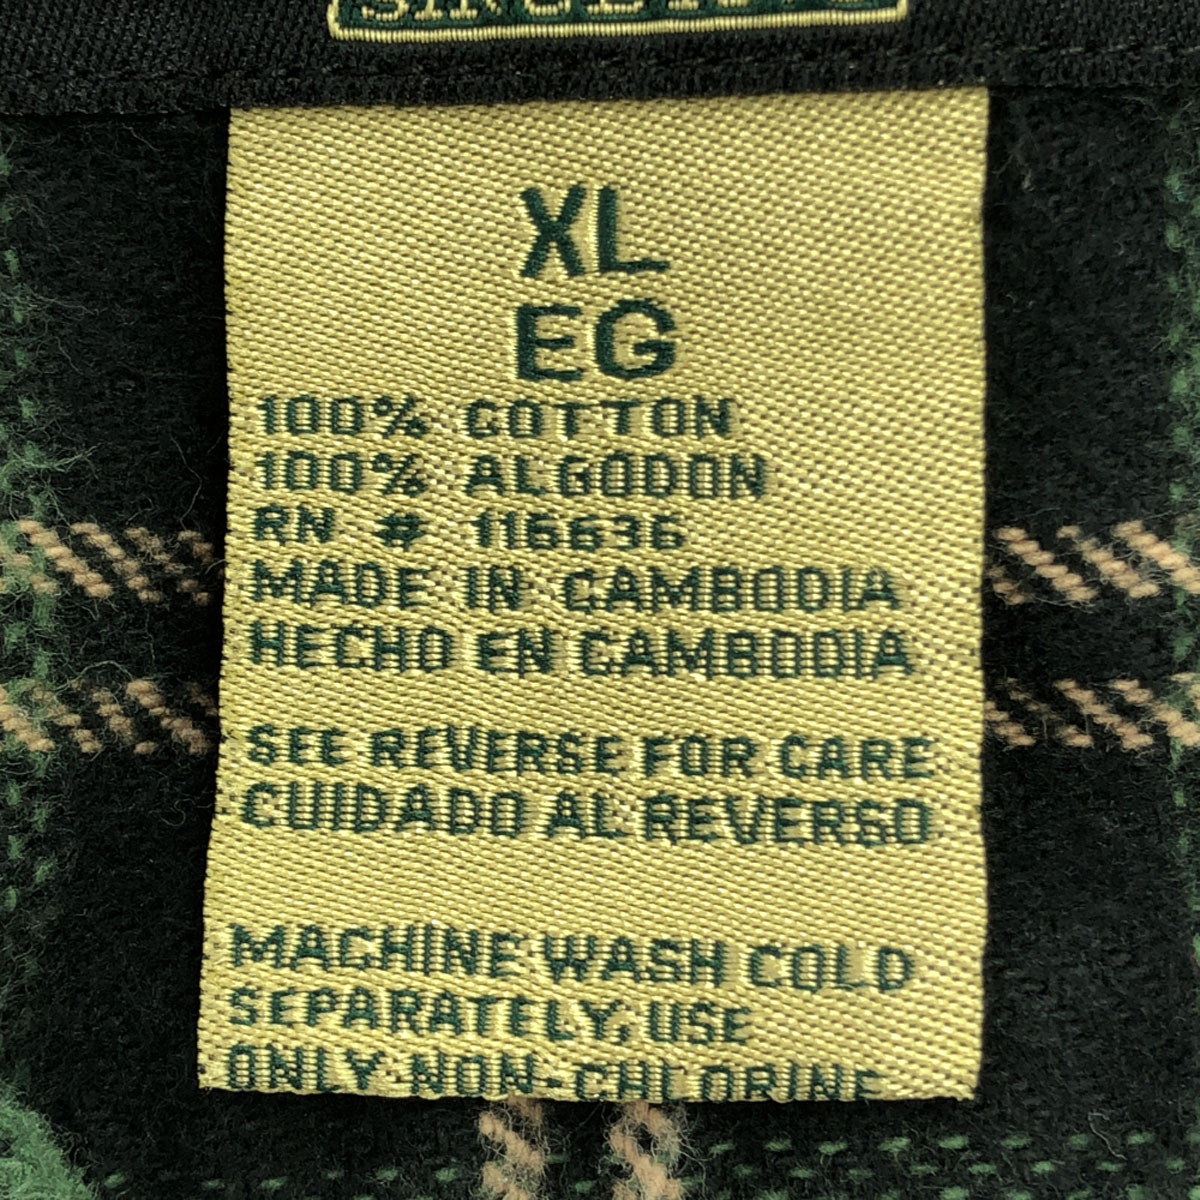 XL
EG
100% COTTON
100% ALGODON
RN # 116636
MADE IN CAMBODIA
HECHO EN CAMBODIA
SEE REVERSE FOR CARE
CUIDADO AL REVERSO
MACHINE WASH COLD
SEPARATELY, USE
ONLY NON-CHLORINE